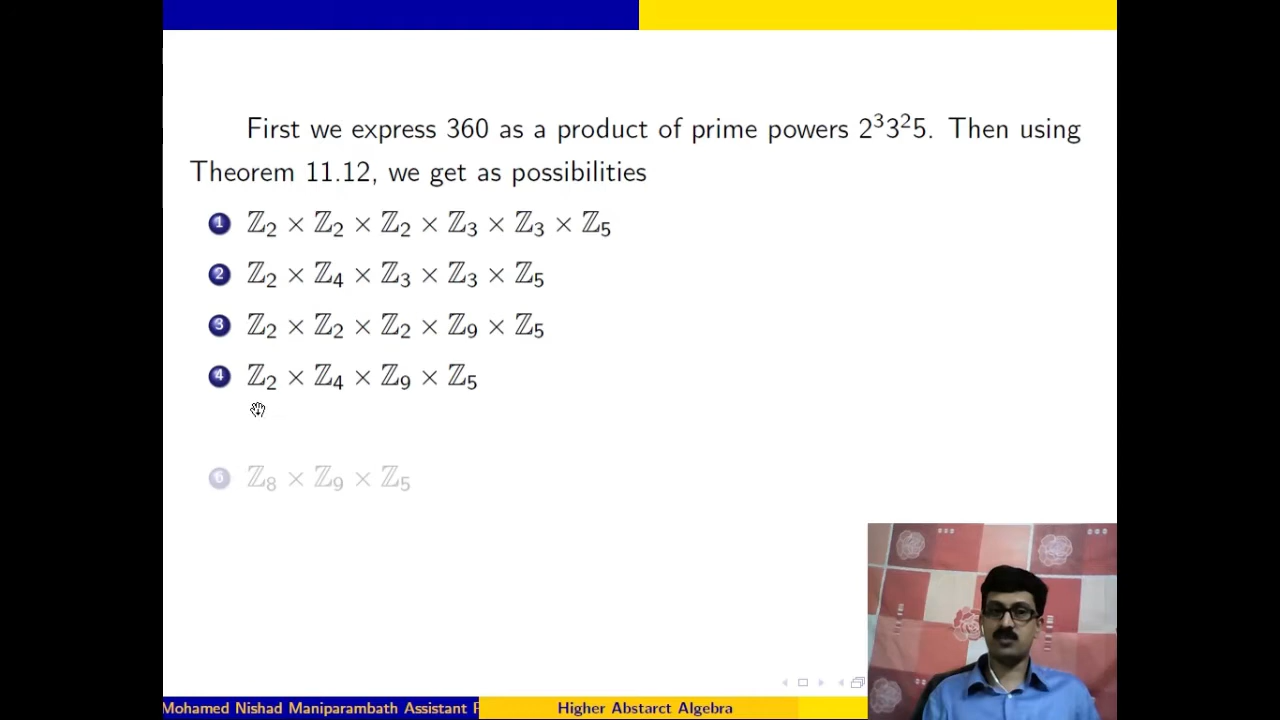 First we express 360 as a product of prime powers 2³3²5. Then using
Theorem 11.12, we get as possibilities
1 ℤ₂ × ℤ₂ × ℤ₂ × ℤ₃ × ℤ₃ × ℤ₅
2 ℤ₂ × ℤ₄ × ℤ₃ × ℤ₃ × ℤ₅
3 ℤ₂ × ℤ₂ × ℤ₂ × ℤ₉ × ℤ₅
4 ℤ₂ × ℤ₄ × ℤ₉ × ℤ₅
6 ℤ₈ × ℤ₉ × ℤ₅
Mohamed Nishad Maniparambath Assistant P Higher Abstarct Algebra